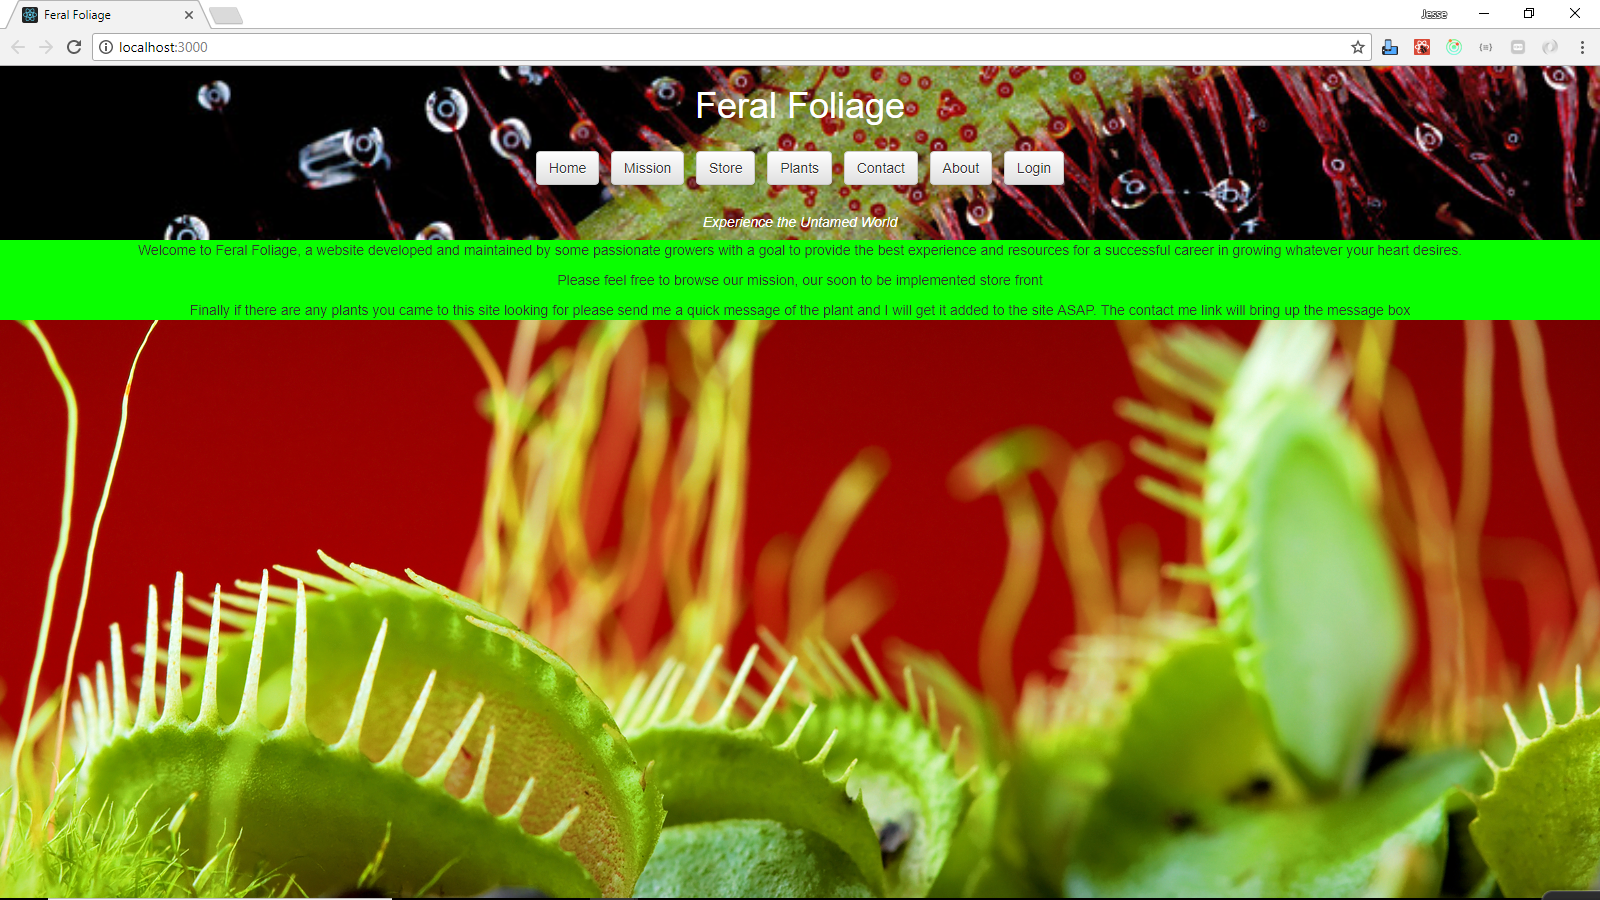 Feral Foliage
Jesse
localhost:3000
Feral Foliage
Home Mission Store Plants Contact About Login
Experience the Untamed World
Welcome to Feral Foliage, a website developed and maintained by some passionate growers with a goal to provide the best experience and resources for a successful career in growing whatever your heart desires.
Please feel free to browse our mission, our soon to be implemented store front
Finally if there are any plants you came to this site looking for please send me a quick message of the plant and I will get it added to the site ASAP. The contact me link will bring up the message box